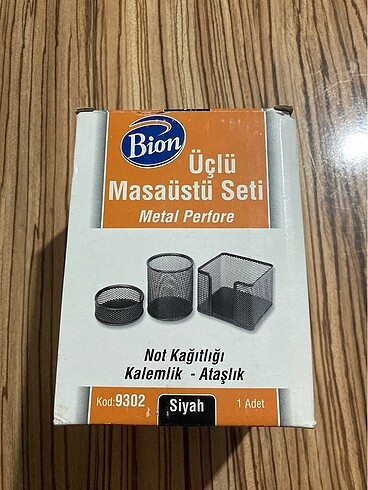 Bion
Üçlü
Masaüstü Seti
Metal Perfore
Not Kağıtlığı
Kalemlik - Ataşlık
Kod:9302
Siyah
1 Adet